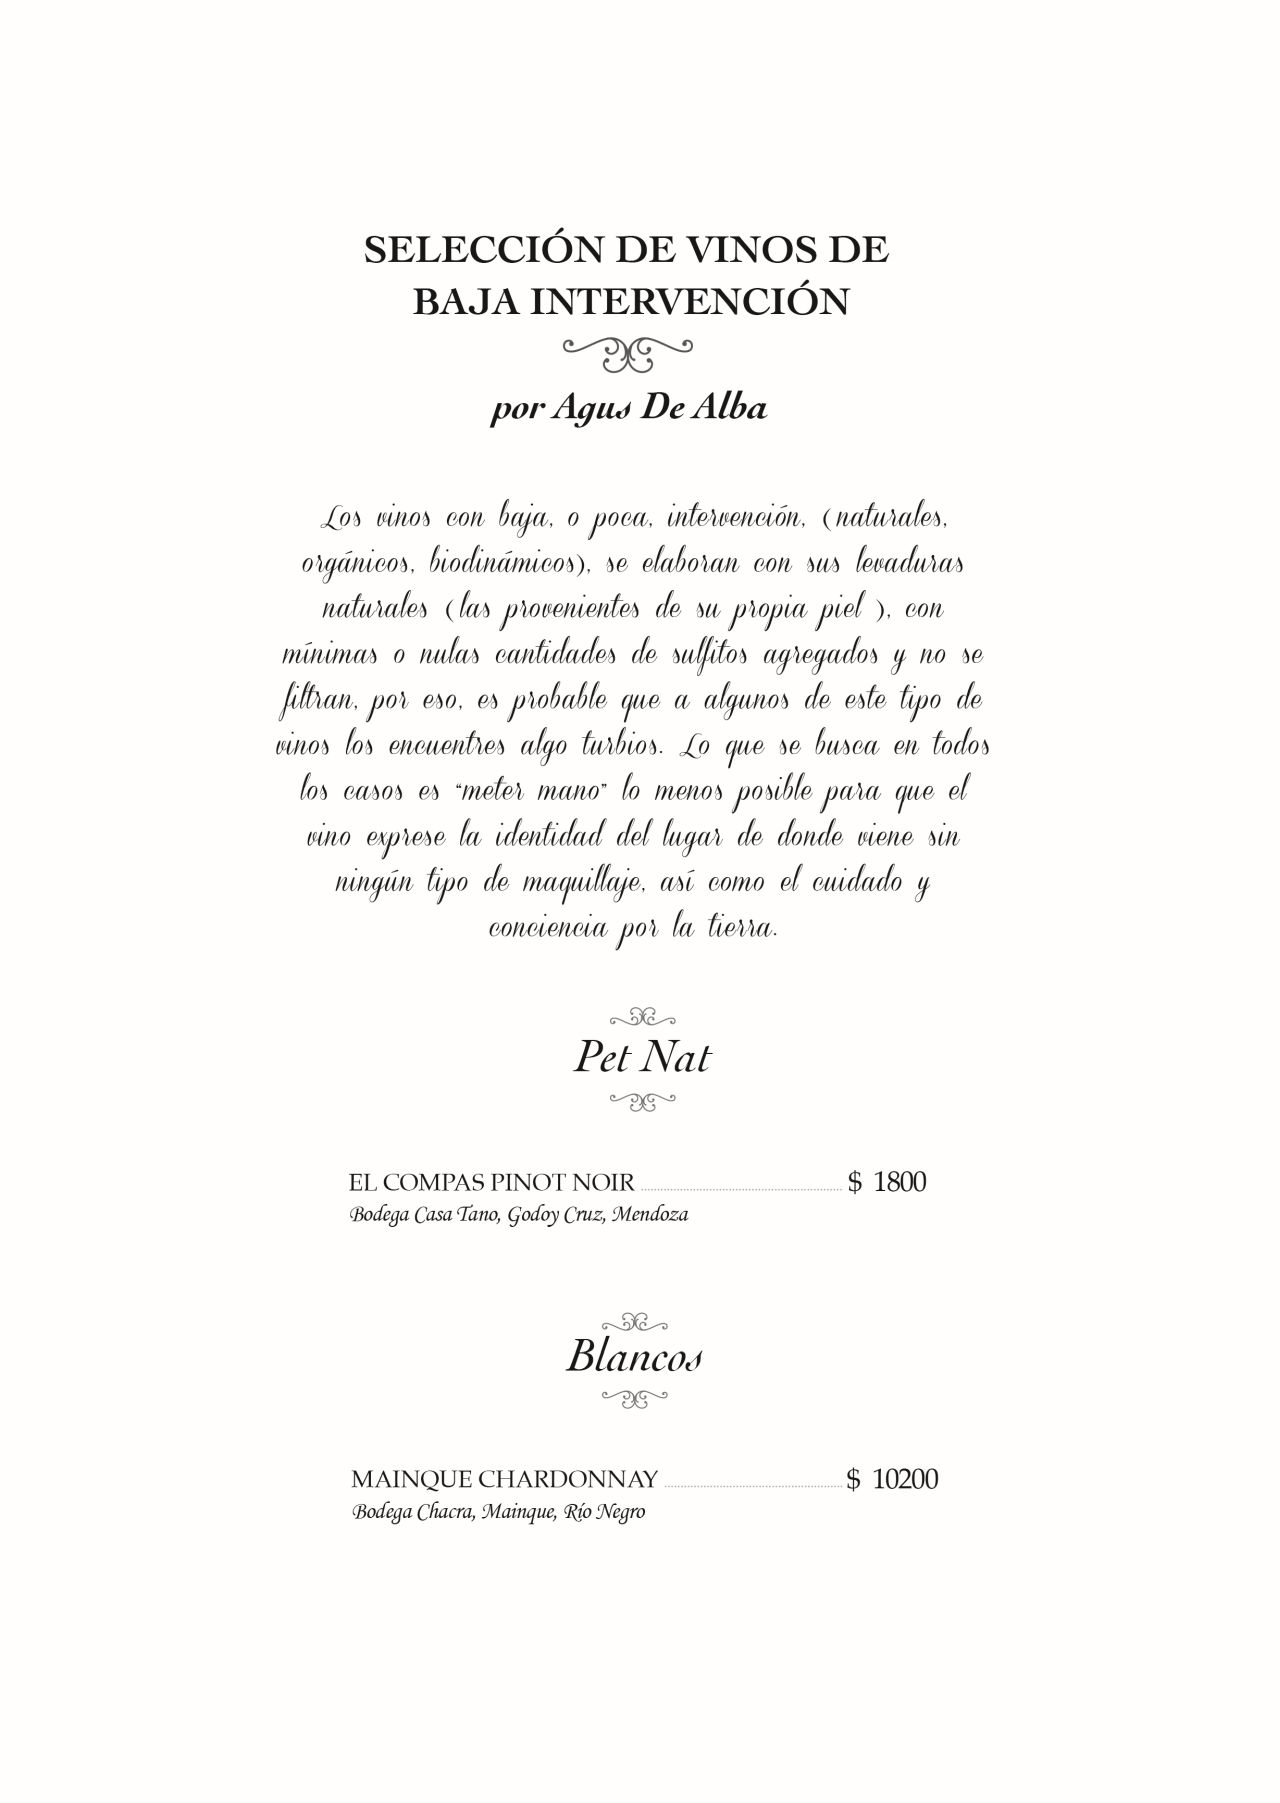 SELECCIÓN DE VINOS DE
BAJA INTERVENCIÓN
por Agus De Alba
Los vinos con baja, o poca, intervención, (naturales,
orgánicos, biodinámicos), se elaboran con sus levaduras
naturales (las provenientes de su propia piel ), con
mínimas o nulas cantidades de sulfitos agregados y no se
filtran, por eso, es probable que a algunos de este tipo de
vinos los encuentres algo turbios. Lo que se busca en todos
los casos es “meter mano” lo menos posible para que el
vino exprese la identidad del lugar de donde viene sin
ningún tipo de maquillaje, así como el cuidado y
conciencia por la tierra.
Pet Nat
EL COMPAS PINOT NOIR $ 1800
Bodega Casa Tano, Godoy Cruz, Mendoza
Blancos
MAINQUE CHARDONNAY $ 10200
Bodega Chacra, Mainque, Río Negro